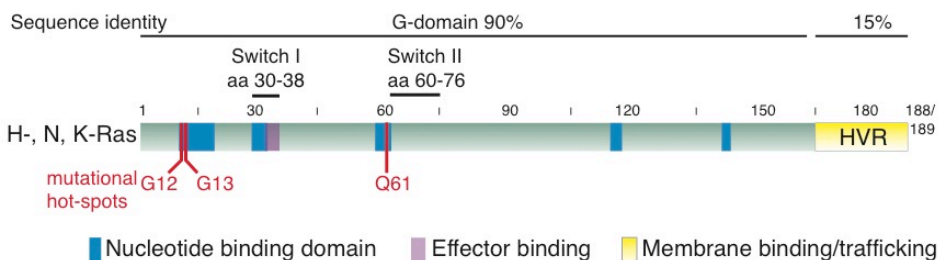 Sequence identity G-domain 90% 15%
Switch I Switch II
aa 30-38 aa 60-76
1 30 60 90 120 150 180 188/
189
H-, N, K-Ras HVR
mutational G12 G13 Q61
hot-spots
Nucleotide binding domain Effector binding Membrane binding/trafficking